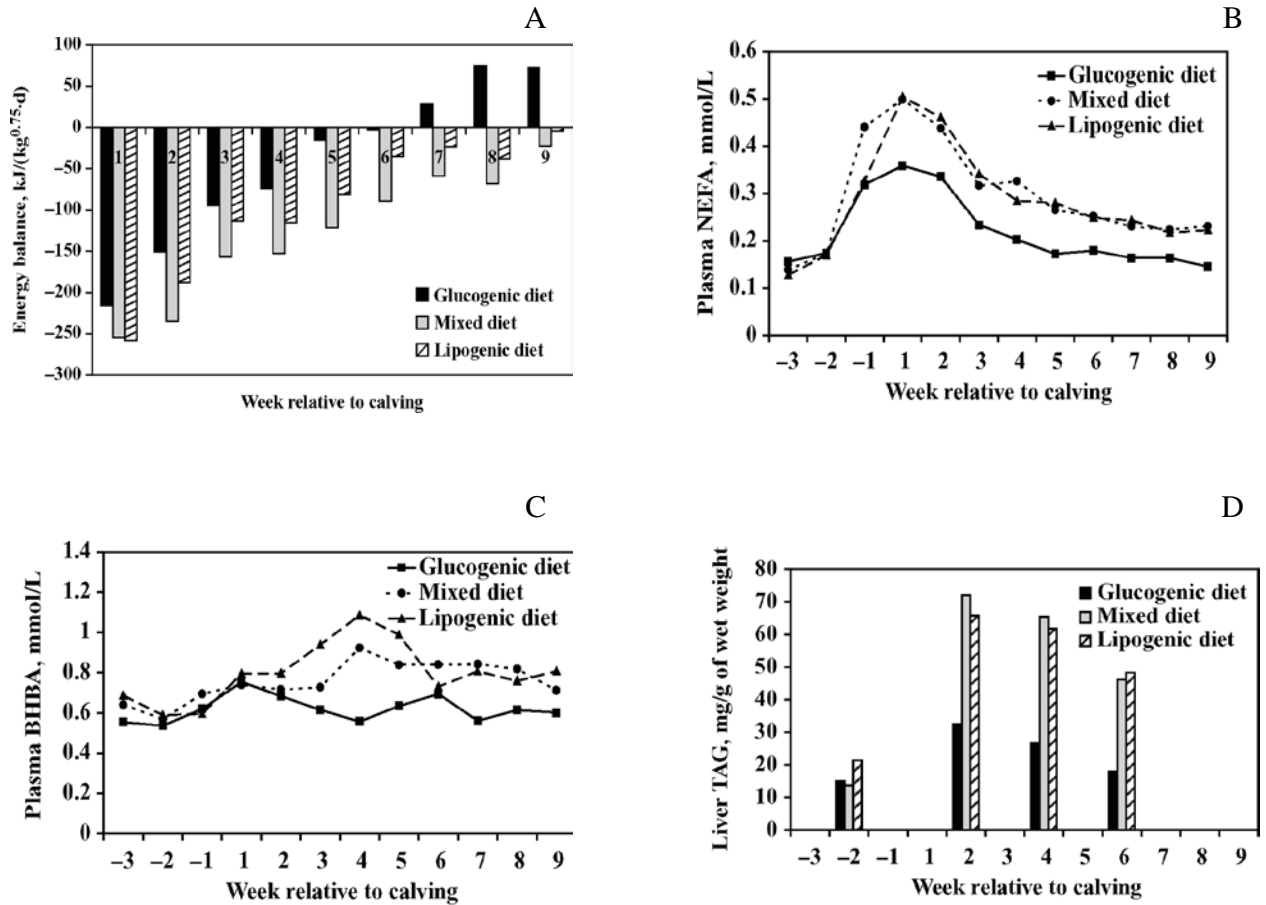 A
Energy balance, kJ/(kg0.75·d)
100
50
0
−50
−100
−150
−200
−250
−300
1 2 3 4 5 6 7 8 9
Glucogenic diet
Mixed diet
Lipogenic diet
Week relative to calving
B
Plasma NEFA, mmol/L
0.6
0.5
0.4
0.3
0.2
0.1
0
Glucogenic diet
Mixed diet
Lipogenic diet
−3 −2 −1 1 2 3 4 5 6 7 8 9
Week relative to calving
C
Plasma BHBA, mmol/L
1.4
1.2
1
0.8
0.6
0.4
0.2
0
Glucogenic diet
Mixed diet
Lipogenic diet
−3 −2 −1 1 2 3 4 5 6 7 8 9
Week relative to calving
D
Liver TAG, mg/g of wet weight
80
70
60
50
40
30
20
10
0
Glucogenic diet
Mixed diet
Lipogenic diet
−3 −2 −1 1 2 4 6 7 8 9
Week relative to calving